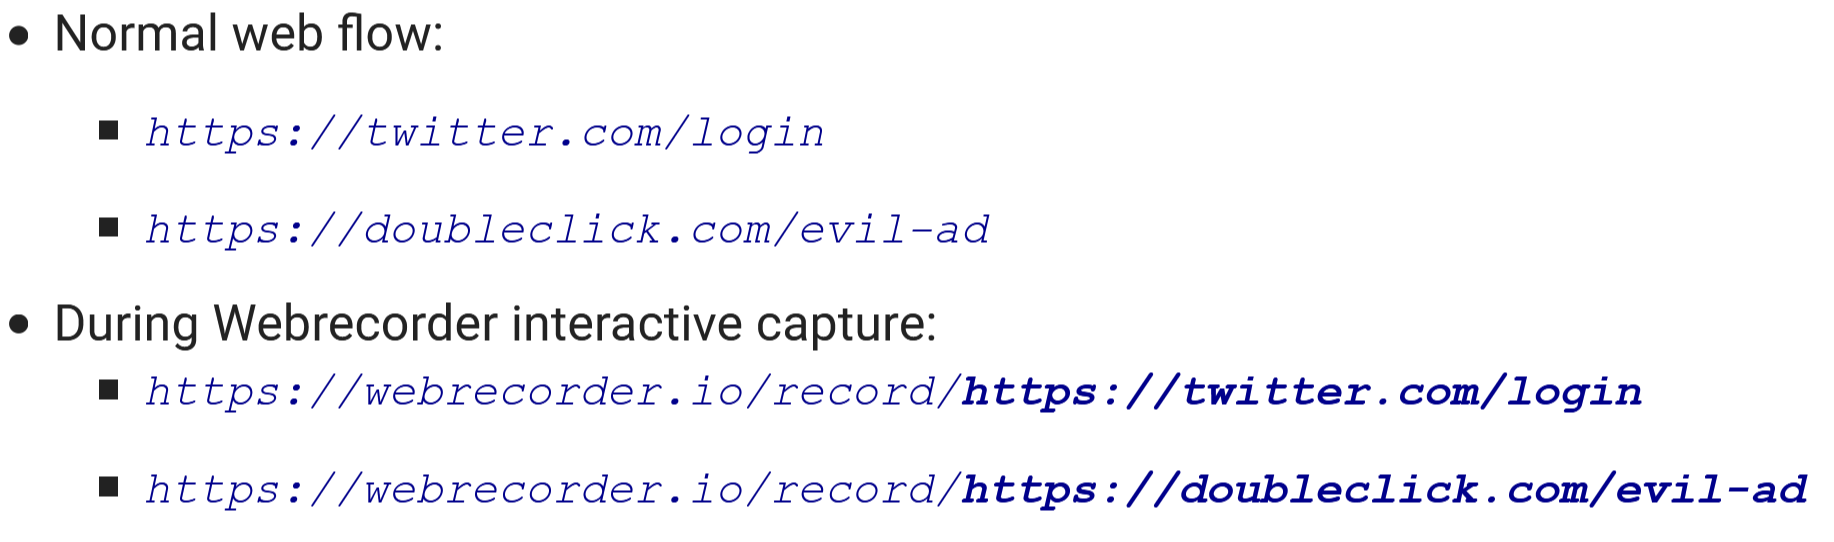 • Normal web flow:
▪ https://twitter.com/login
▪ https://doubleclick.com/evil-ad
• During Webrecorder interactive capture:
▪ https://webrecorder.io/record/https://twitter.com/login
▪ https://webrecorder.io/record/https://doubleclick.com/evil-ad